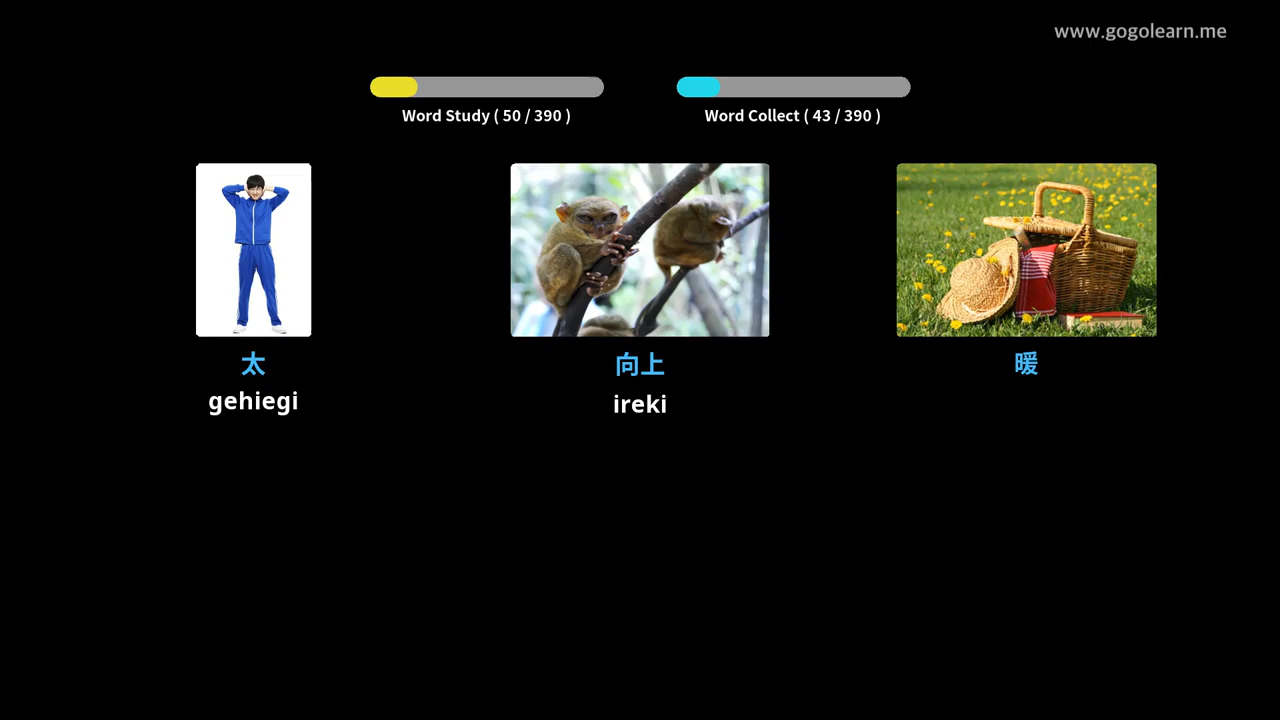 www.gogolearn.me
Word Study ( 50 / 390 )
Word Collect ( 43 / 390 )
太
gehiegi
向上
ireki
暖